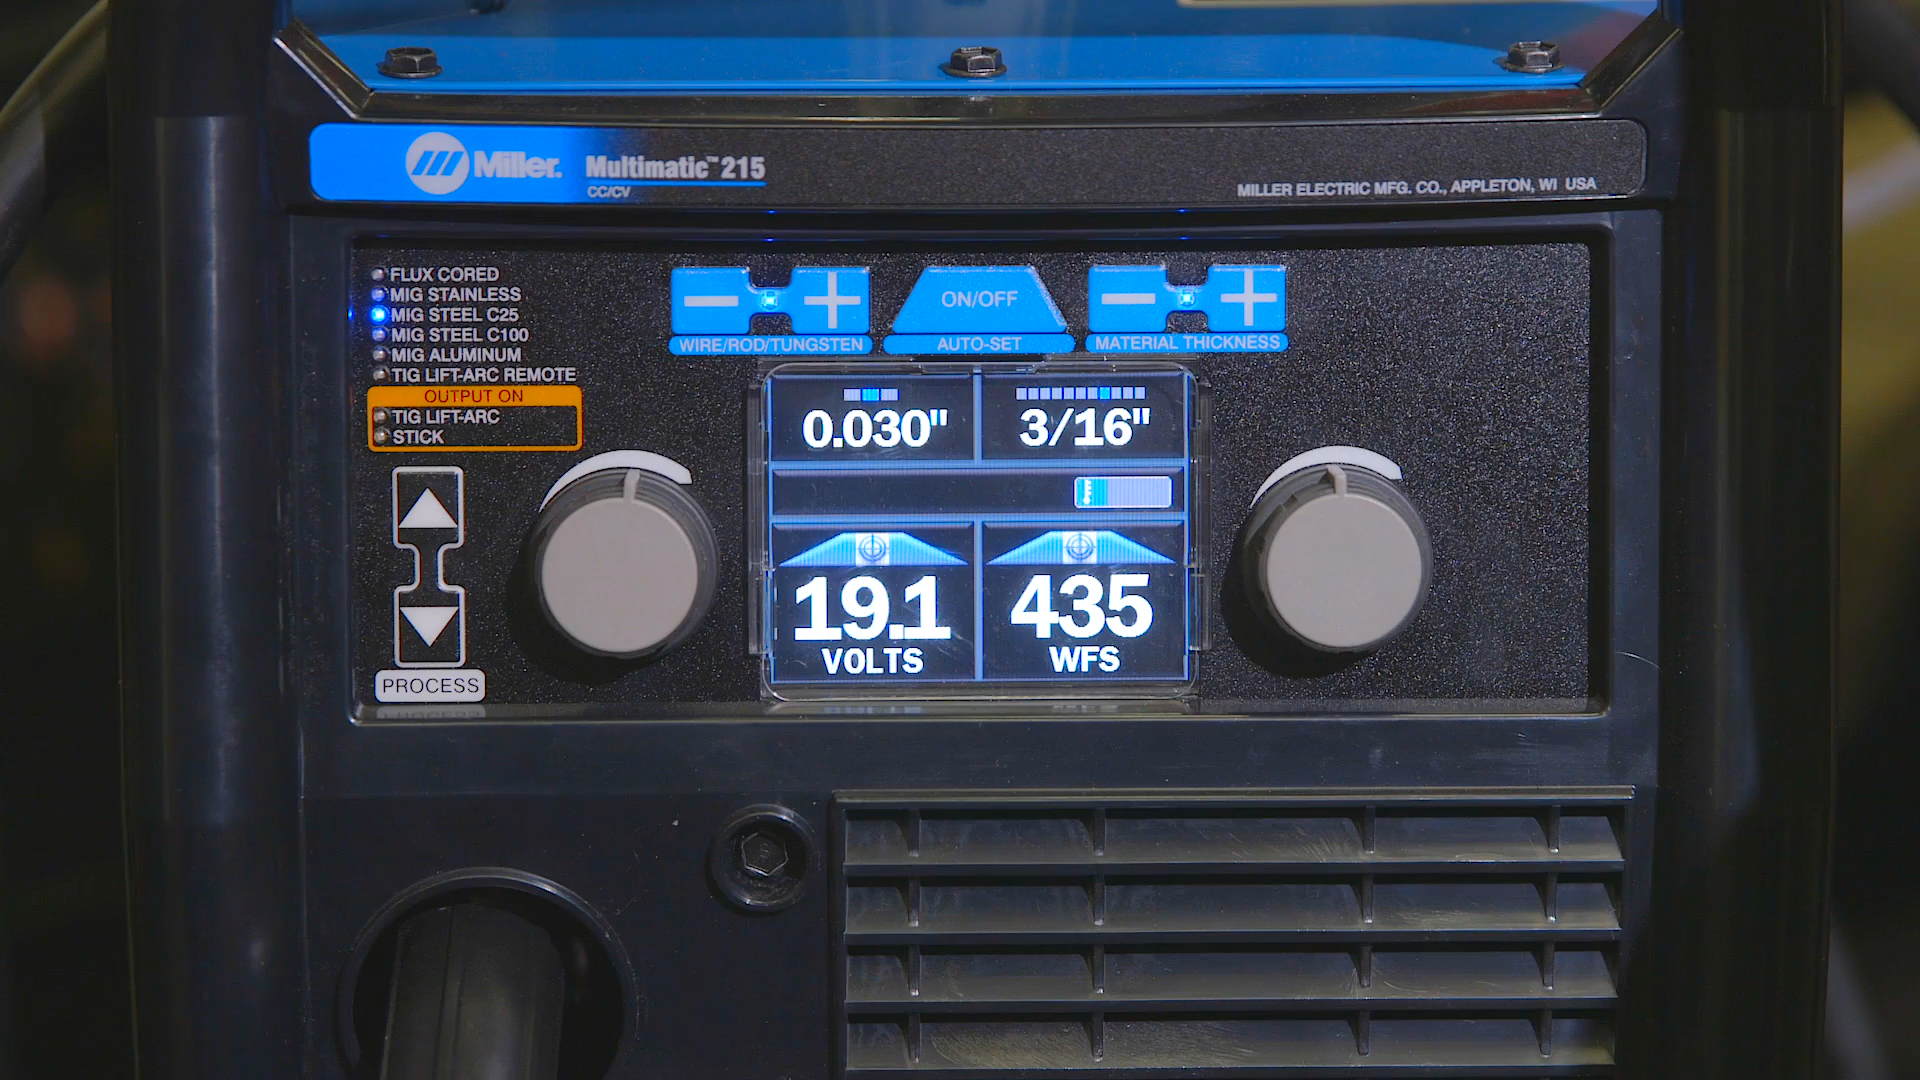 Miller. Multimatic™ 215
CC/CV
MILLER ELECTRIC MFG. CO., APPLETON, WI USA
FLUX CORED
MIG STAINLESS
MIG STEEL C25
MIG STEEL C100
MIG ALUMINUM
TIG LIFT-ARC REMOTE
OUTPUT ON
TIG LIFT-ARC
STICK
PROCESS
− +
WIRE/ROD/TUNGSTEN
ON/OFF
AUTO-SET
− +
MATERIAL THICKNESS
0.030"
3/16"
19.1
VOLTS
435
WFS